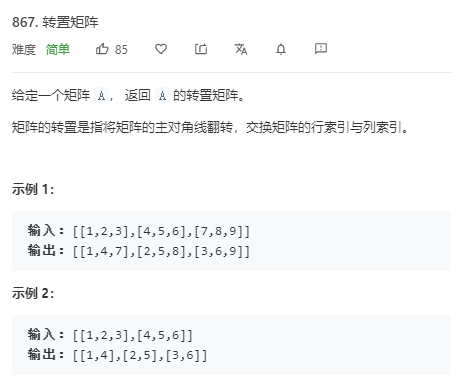 867. 转置矩阵
难度 简单 85
给定一个矩阵 A， 返回 A 的转置矩阵。
矩阵的转置是指将矩阵的主对角线翻转，交换矩阵的行索引与列索引。
示例 1：
输入：[[1,2,3],[4,5,6],[7,8,9]]
输出：[[1,4,7],[2,5,8],[3,6,9]]
示例 2：
输入：[[1,2,3],[4,5,6]]
输出：[[1,4],[2,5],[3,6]]